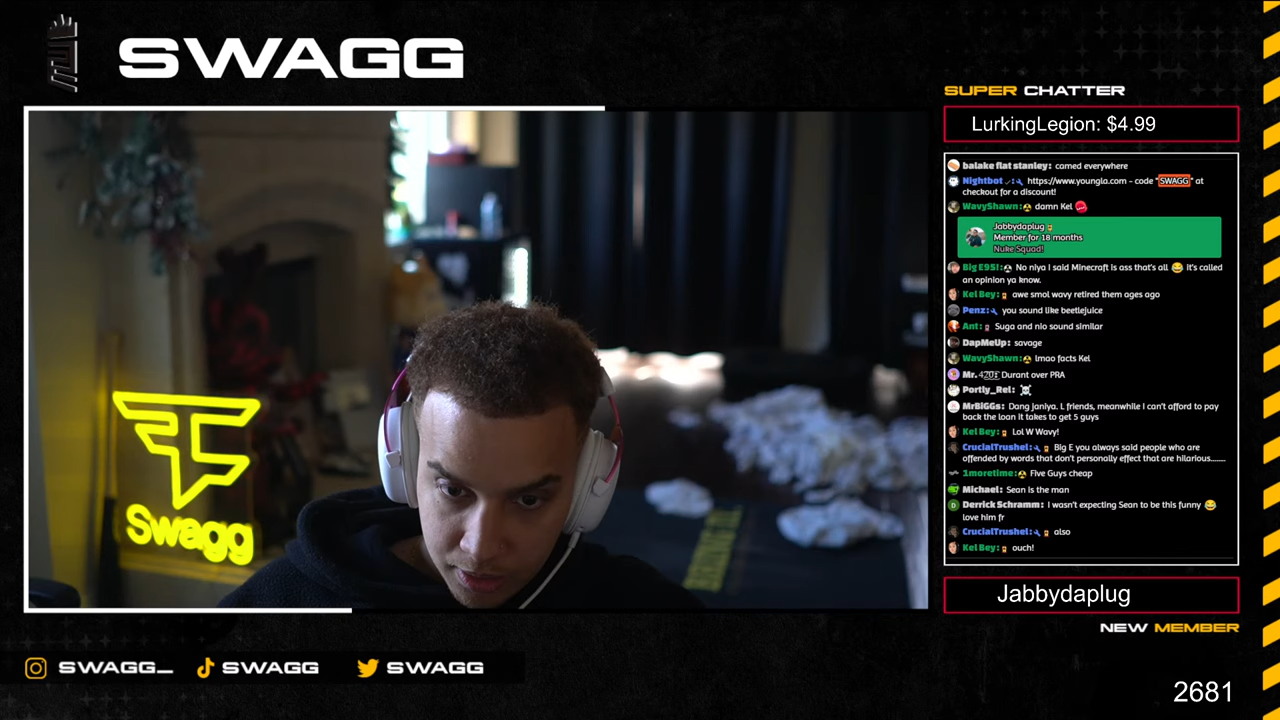 SWAGG
SUPER CHATTER
LurkingLegion: $4.99
balake flat stanley: camed everywhere
Nightbot: https://www.youngla.com - code "SWAGG" at
checkout for a discount!
WavyShawn: damn Kel
Jabbydaplug
Member for 18 months
Nuke Squad!
Big E95!: No niya I said Minecraft is ass that's all 😂 It's called
an opinion ya know.
Kel Bey: awe smol wavy retired them ages ago
Penz: you sound like beetlejuice
Ant: Suga and nio sound similar
DapMeUp: savage
WavyShawn: lmao facts Kel
Mr. Durant over PRA
Portly_Rel: ☠
MrBiGGs: Dang janiya. L friends, meanwhile I can't afford to pay
back the loan it takes to get 5 guys
Kel Bey: Lol W Wavy!
CrucialTrushel: Big E you always said people who are
offended by words that don't personally effect that are hilarious.......
1moretime: Five Guys cheap
Michael: Sean is the man
D Derrick Schramm: I wasn't expecting Sean to be this funny 😂
love him fr
CrucialTrushel: also
Kel Bey: ouch!
Swagg
Jabbydaplug
NEW MEMBER
SWAGG_ SWAGG SWAGG
2681